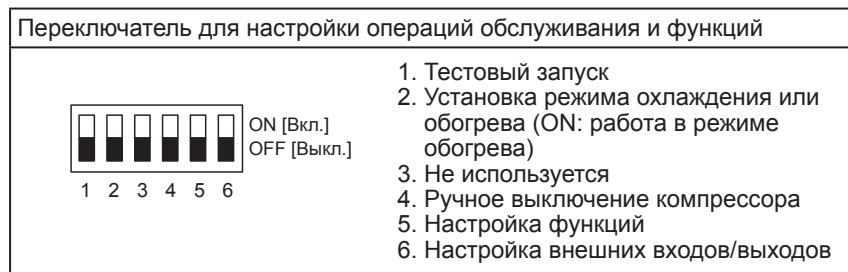 Переключатель для настройки операций обслуживания и функций
ON [Вкл.]
OFF [Выкл.]
1 2 3 4 5 6
1. Тестовый запуск
2. Установка режима охлаждения или
обогрева (ON: работа в режиме
обогрева)
3. Не используется
4. Ручное выключение компрессора
5. Настройка функций
6. Настройка внешних входов/выходов